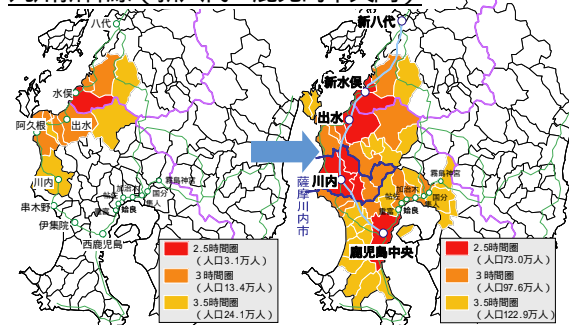 八代
水俣
阿久根
出水
川内
串木野
伊集院
西鹿児島
加治木
帖佐
国分
隼人
姶良
霧島神宮
2.5時間圏
(人口3.1万人)
3時間圏
(人口13.4万人)
3.5時間圏
(人口24.1万人)
新八代
新水俣
出水
川内
薩摩川内市
鹿児島中央
加治木
帖佐
国分
姶良
霧島神宮
2.5時間圏
(人口73.0万人)
3時間圏
(人口97.6万人)
3.5時間圏
(人口122.9万人)